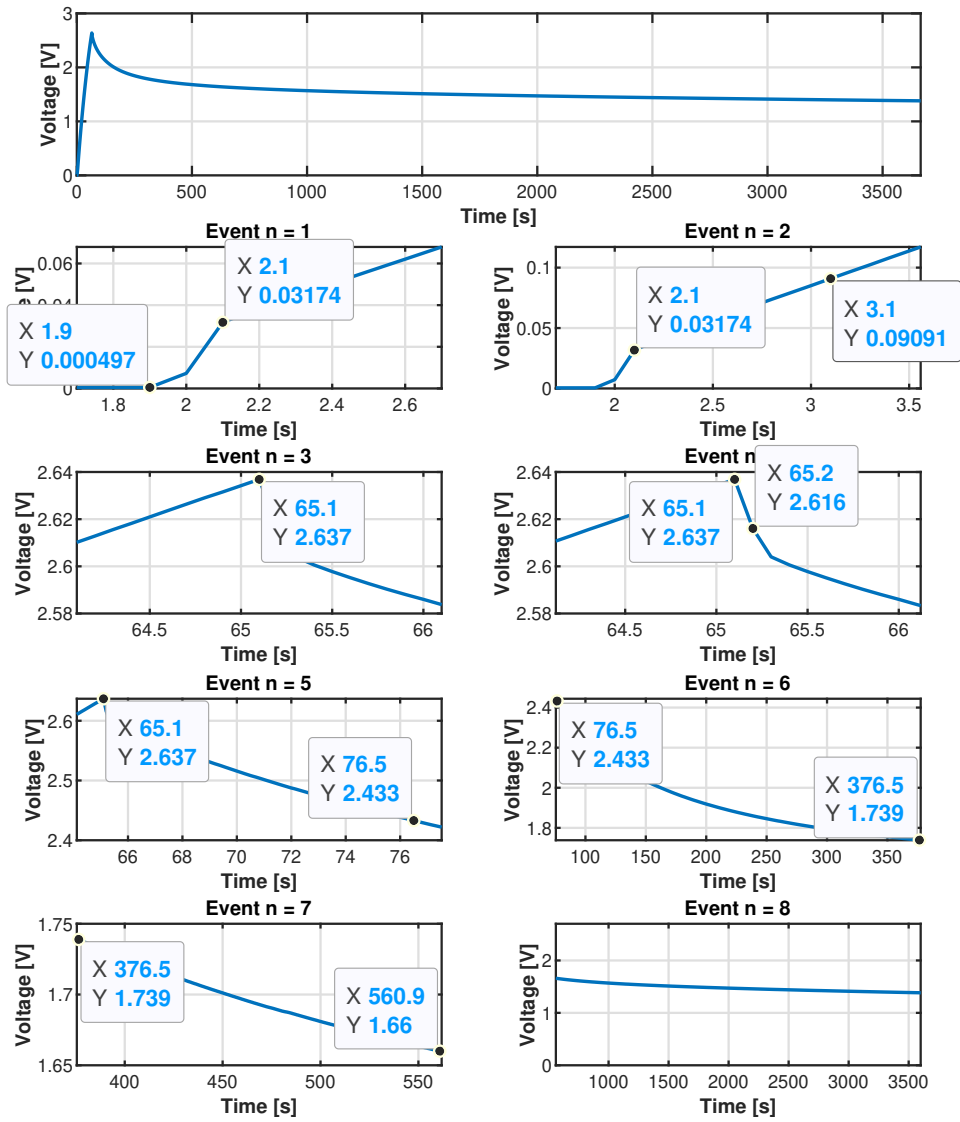 3
2
1
0
Voltage [V]
0 500 1000 1500 2000 2500 3000 3500
Time [s]
Event n = 1
0.06
0.04
0
X 2.1
Y 0.03174
X 1.9
Y 0.000497
1.8 2 2.2 2.4 2.6
Time [s]
Event n = 2
0.1
0.05
0
Voltage [V]
X 2.1
Y 0.03174
X 3.1
Y 0.09091
2 2.5 3 3.5
Time [s]
Event n = 3
2.64
2.62
2.6
2.58
Voltage [V]
X 65.1
Y 2.637
64.5 65 65.5 66
Time [s]
Event n
2.64
2.62
2.6
2.58
Voltage [V]
X 65.2
Y 2.616
X 65.1
Y 2.637
64.5 65 65.5 66
Time [s]
Event n = 5
2.6
2.5
2.4
Voltage [V]
X 65.1
Y 2.637
X 76.5
Y 2.433
66 68 70 72 74 76
Time [s]
Event n = 6
2.4
2.2
2
1.8
Voltage [V]
X 76.5
Y 2.433
X 376.5
Y 1.739
100 150 200 250 300 350
Time [s]
Event n = 7
1.75
1.7
1.65
Voltage [V]
X 376.5
Y 1.739
X 560.9
Y 1.66
400 450 500 550
Time [s]
Event n = 8
2
1
0
Voltage [V]
1000 1500 2000 2500 3000 3500
Time [s]